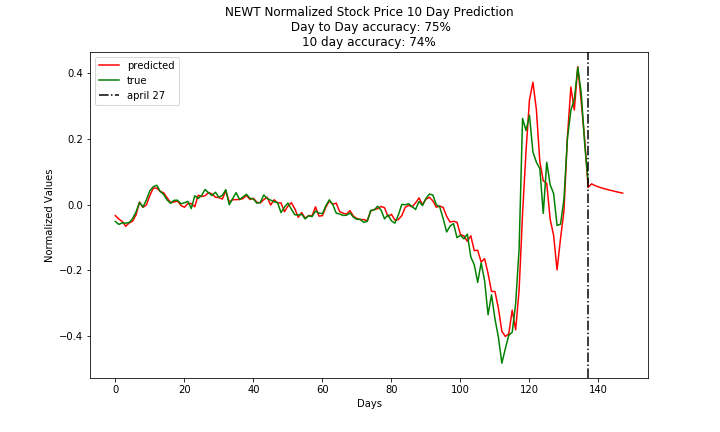 NEWT Normalized Stock Price 10 Day Prediction
Day to Day accuracy: 75%
10 day accuracy: 74%
predicted
true
april 27
Normalized Values
0.4
0.2
0.0
−0.2
−0.4
0
20
40
60
80
100
120
140
Days